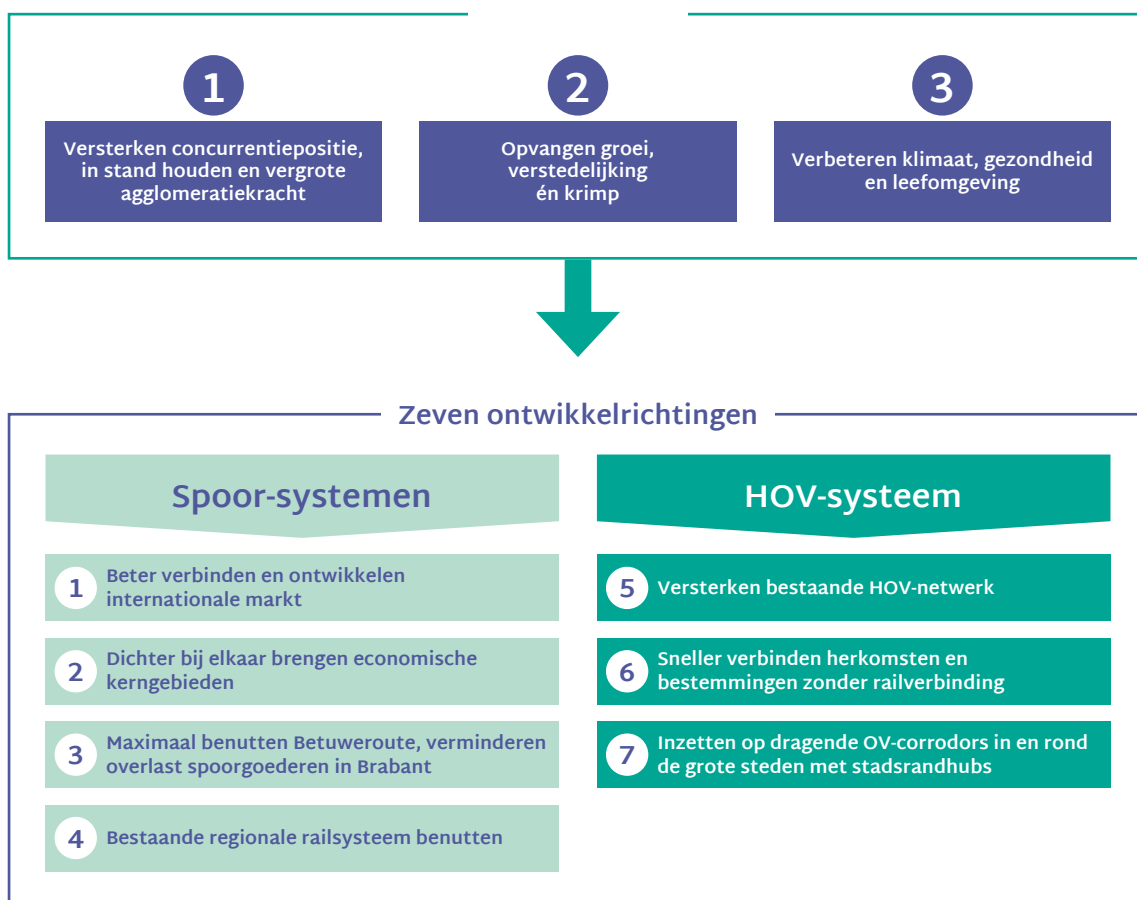 1
Versterken concurrentiepositie,
in stand houden en vergrote
agglomeratiekracht
2
Opvangen groei,
verstedelijking
én krimp
3
Verbeteren klimaat, gezondheid
en leefomgeving
Zeven ontwikkelrichtingen
Spoor-systemen
1
Beter verbinden en ontwikkelen
internationale markt
2
Dichter bij elkaar brengen economische
kerngebieden
3
Maximaal benutten Betuweroute, verminderen
overlast spoorgoederen in Brabant
4
Bestaande regionale railsysteem benutten
HOV-systeem
5
Versterken bestaande HOV-netwerk
6
Sneller verbinden herkomsten en
bestemmingen zonder railverbinding
7
Inzetten op dragende OV-corrodors in en rond
de grote steden met stadsrandhubs